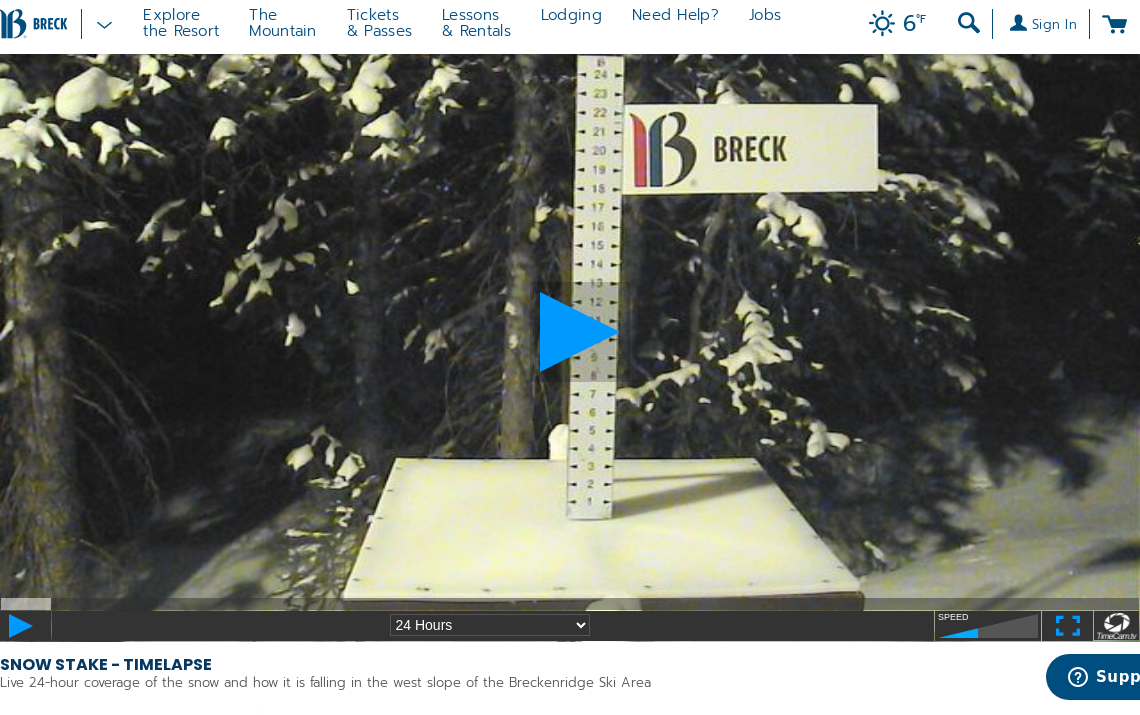 BRECK
Explore
the Resort
The
Mountain
Tickets
& Passes
Lessons
& Rentals
Lodging
Need Help?
Jobs
6°F
Sign In
24
23
22
21
20
19
18
17
16
15
14
13
12
9
8
7
6
5
4
3
2
1
B BRECK
24 Hours
SPEED
TimeCam.tv
SNOW STAKE - TIMELAPSE
Live 24-hour coverage of the snow and how it is falling in the west slope of the Breckenridge Ski Area
Supp